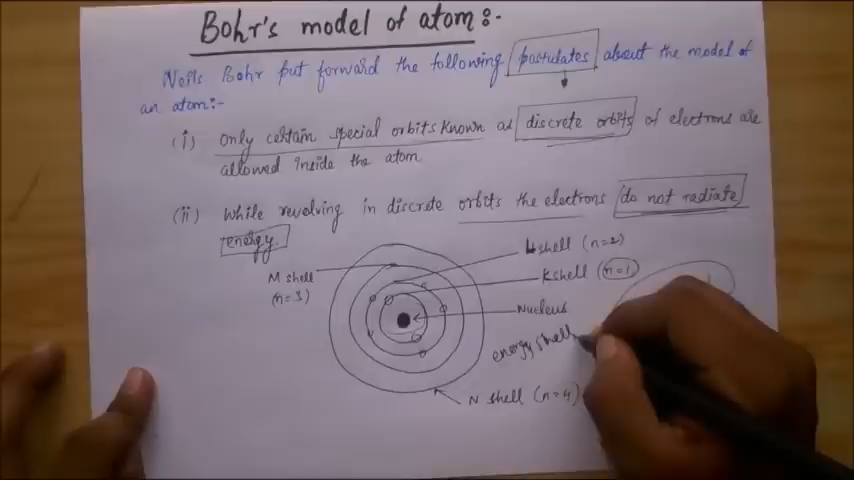 Bohr's model of atom:-
Neils Bohr put forward the following postulates about the model of
an atom:-
(i) only certain special orbits known as discrete orbits of electrons are
allowed inside the atom
(ii) While revolving in discrete orbits the electrons do not radiate
energy.
L shell (n=2)
M shell
(n=3)
K shell (n=1)
Nucleus
energy shell
N shell (n=4)